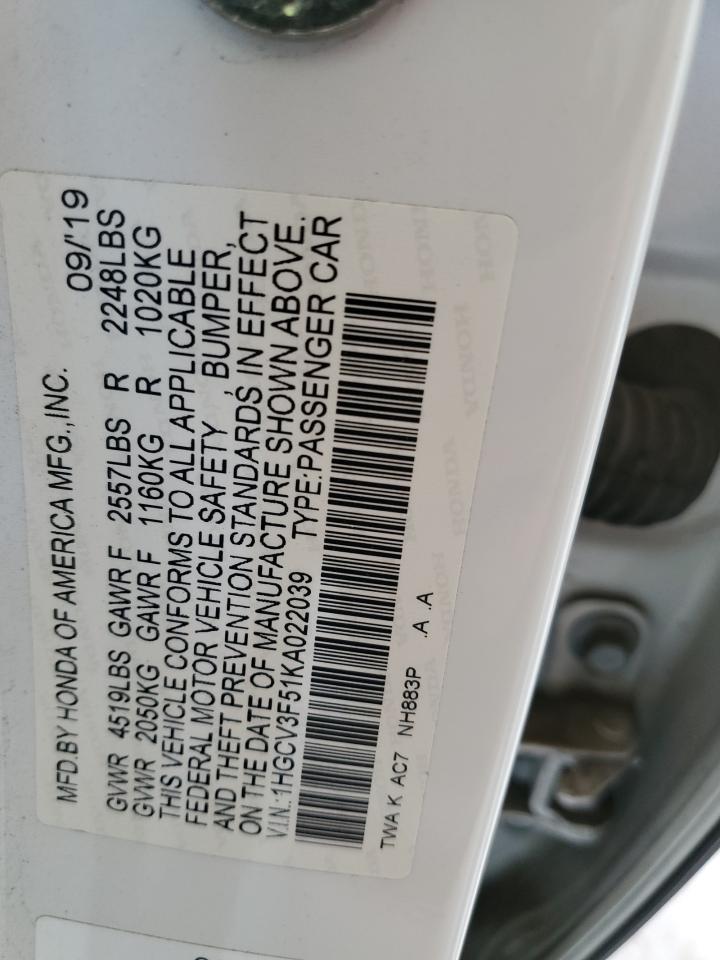 MFD.BY HONDA OF AMERICA MFG.,INC. 09/'19
GVWR 4519LBS GAWR F 2557LBS R 2248LBS
GVWR 2050KG GAWR F 1160KG R 1020KG
THIS VEHICLE CONFORMS TO ALL APPLICABLE
FEDERAL MOTOR VEHICLE SAFETY , BUMPER,
AND THEFT PREVENTION STANDARDS IN EFFECT
ON THE DATE OF MANUFACTURE SHOWN ABOVE.
V.I.N.:1HGCV3F51KA022039 TYPE:PASSENGER CAR
TWA K AC7 NH883P .A .A